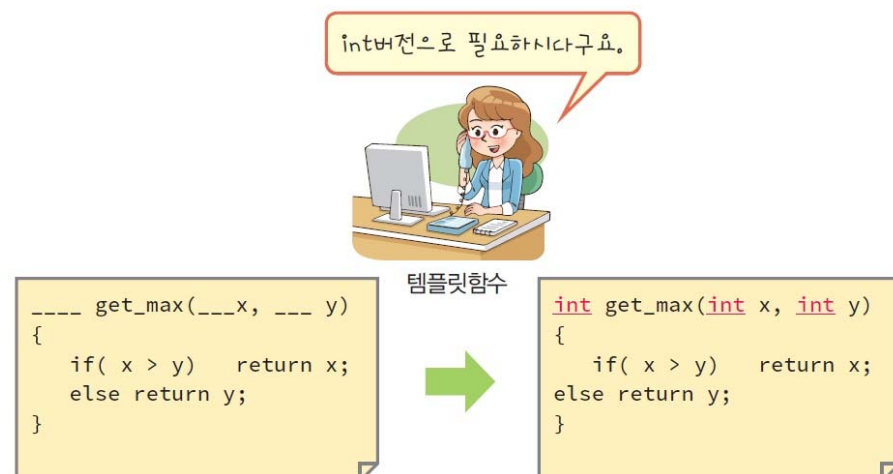 int버전으로 필요하시다구요.
템플릿함수
____ get_max(___x, ___ y)
{
if( x > y) return x;
else return y;
}
int get_max(int x, int y)
{
if( x > y) return x;
else return y;
}